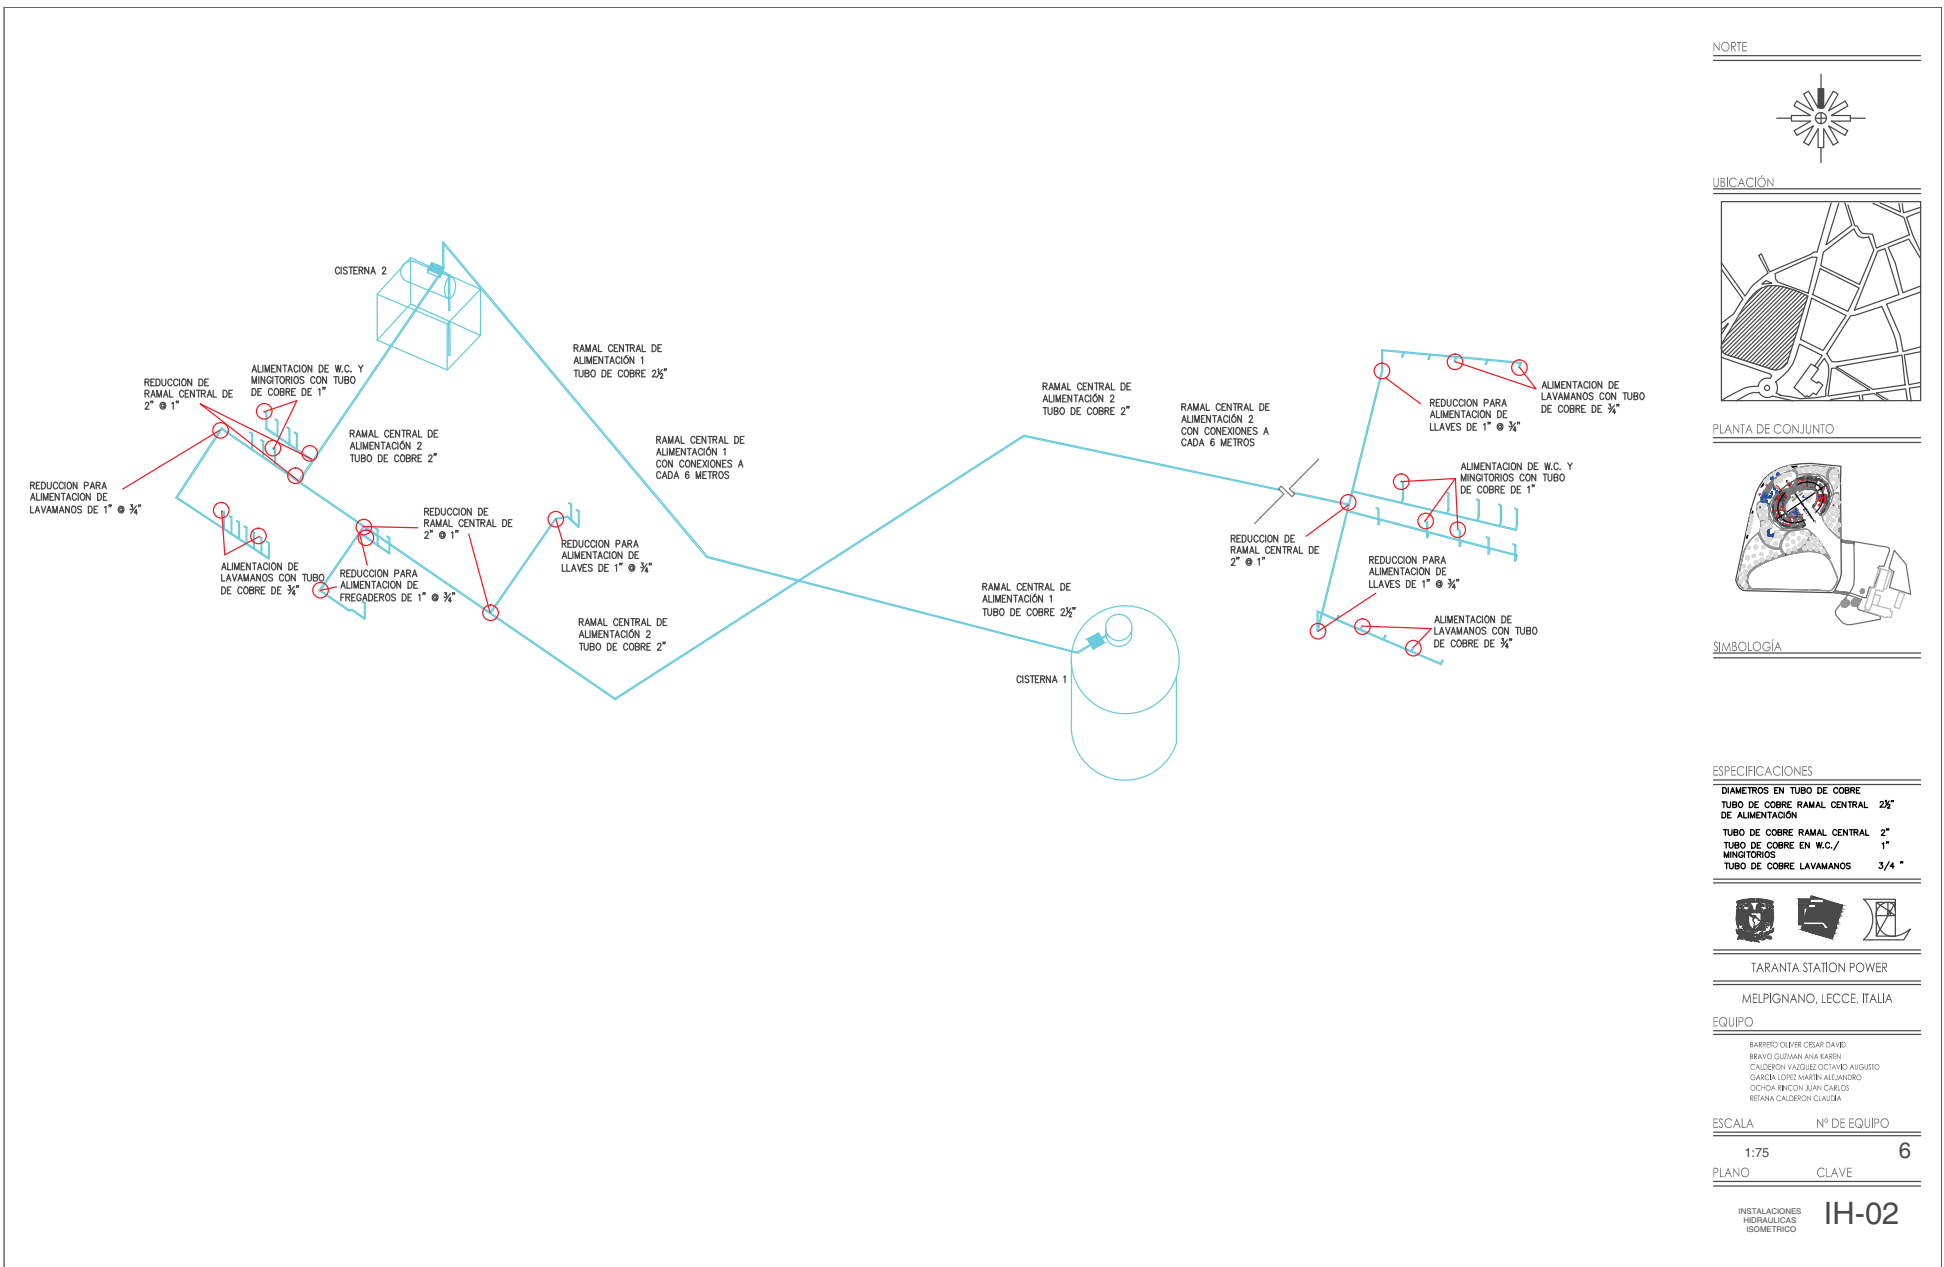 CISTERNA 2
RAMAL CENTRAL DE
ALIMENTACIÓN 1
TUBO DE COBRE 2½"
REDUCCION DE
RAMAL CENTRAL DE
2" @ 1"
ALIMENTACION DE W.C. Y
MINGITORIOS CON TUBO
DE COBRE DE 1"
RAMAL CENTRAL DE
ALIMENTACIÓN 2
TUBO DE COBRE 2"
RAMAL CENTRAL DE
ALIMENTACIÓN 1
CON CONEXIONES A
CADA 6 METROS
REDUCCION PARA
ALIMENTACION DE
LAVAMANOS DE 1" @ ¾"
REDUCCION DE
RAMAL CENTRAL DE
2" @ 1"
REDUCCION PARA
ALIMENTACION DE
LLAVES DE 1" @ ¾"
ALIMENTACION DE
LAVAMANOS CON TUBO
DE COBRE DE ¾"
REDUCCION PARA
ALIMENTACION DE
FREGADEROS DE 1" @ ¾"
RAMAL CENTRAL DE
ALIMENTACIÓN 2
TUBO DE COBRE 2"
RAMAL CENTRAL DE
ALIMENTACIÓN 2
TUBO DE COBRE 2"
RAMAL CENTRAL DE
ALIMENTACIÓN 2
CON CONEXIONES A
CADA 6 METROS
RAMAL CENTRAL DE
ALIMENTACIÓN 1
TUBO DE COBRE 2½"
CISTERNA 1
ALIMENTACION DE
LAVAMANOS CON TUBO
DE COBRE DE ¾"
REDUCCION PARA
ALIMENTACION DE
LLAVES DE 1" @ ¾"
ALIMENTACION DE W.C. Y
MINGITORIOS CON TUBO
DE COBRE DE 1"
REDUCCION DE
RAMAL CENTRAL DE
2" @ 1"
REDUCCION PARA
ALIMENTACION DE
LLAVES DE 1" @ ¾"
ALIMENTACION DE
LAVAMANOS CON TUBO
DE COBRE DE ¾"
NORTE
UBICACIÓN
PLANTA DE CONJUNTO
SIMBOLOGÍA
ESPECIFICACIONES
DIAMETROS EN TUBO DE COBRE
TUBO DE COBRE RAMAL CENTRAL 2½"
DE ALIMENTACIÓN
TUBO DE COBRE RAMAL CENTRAL 2"
TUBO DE COBRE EN W.C./ 1"
MINGITORIOS
TUBO DE COBRE LAVAMANOS 3/4 "
TARANTA STATION POWER
MELPIGNANO, LECCE, ITALIA
EQUIPO
BARRETO OLIVER CESAR DAVID
BRAVO GUZMAN ANA KAREN
CALDERON VAZQUEZ OCTAVIO AUGUSTO
GARCÍA LOPEZ MARTIN ALEJANDRO
OCHOA RINCON JUAN CARLOS
RETANA CALDERON CLAUDIA
ESCALA Nº DE EQUIPO
1:75 6
PLANO CLAVE
INSTALACIONES
HIDRAULICAS
ISOMETRICO
IH-02